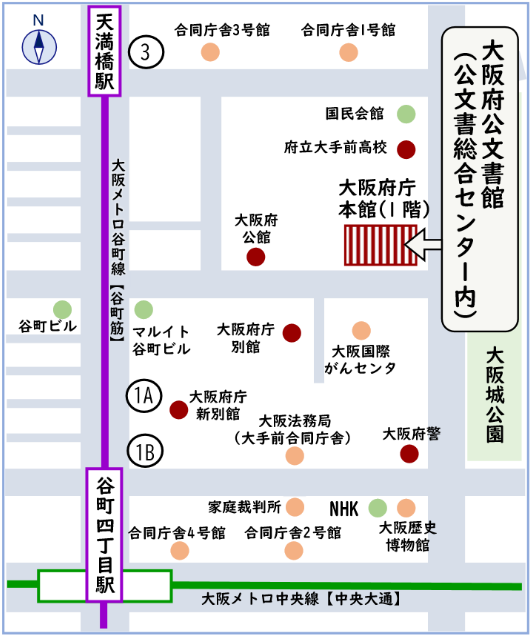 N
天満橋駅
3
合同庁舎3号館
合同庁舎1号館
国民会館
府立大手前高校
大阪府公文書館
（公文書総合センター内）
大阪府庁
本館(1階)
大阪府
公館
大阪メトロ谷町線【谷町筋】
谷町ビル
マルイト
谷町ビル
大阪府庁
別館
大阪国際
がんセンタ
大阪城公園
1A
大阪府庁
新別館
大阪法務局
（大手前合同庁舎）
大阪府警
1B
谷町四丁目駅
家庭裁判所
NHK
大阪歴史
博物館
合同庁舎4号館
合同庁舎2号館
大阪メトロ中央線【中央大通】